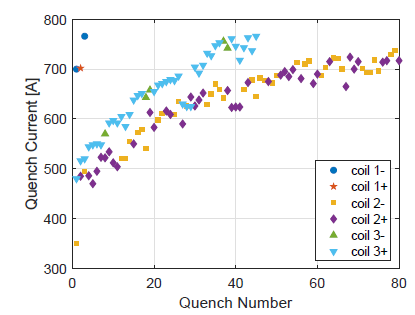 800
700
600
500
400
300
Quench Current [A]
0
20
40
60
80
Quench Number
coil 1-
coil 1+
coil 2-
coil 2+
coil 3-
coil 3+